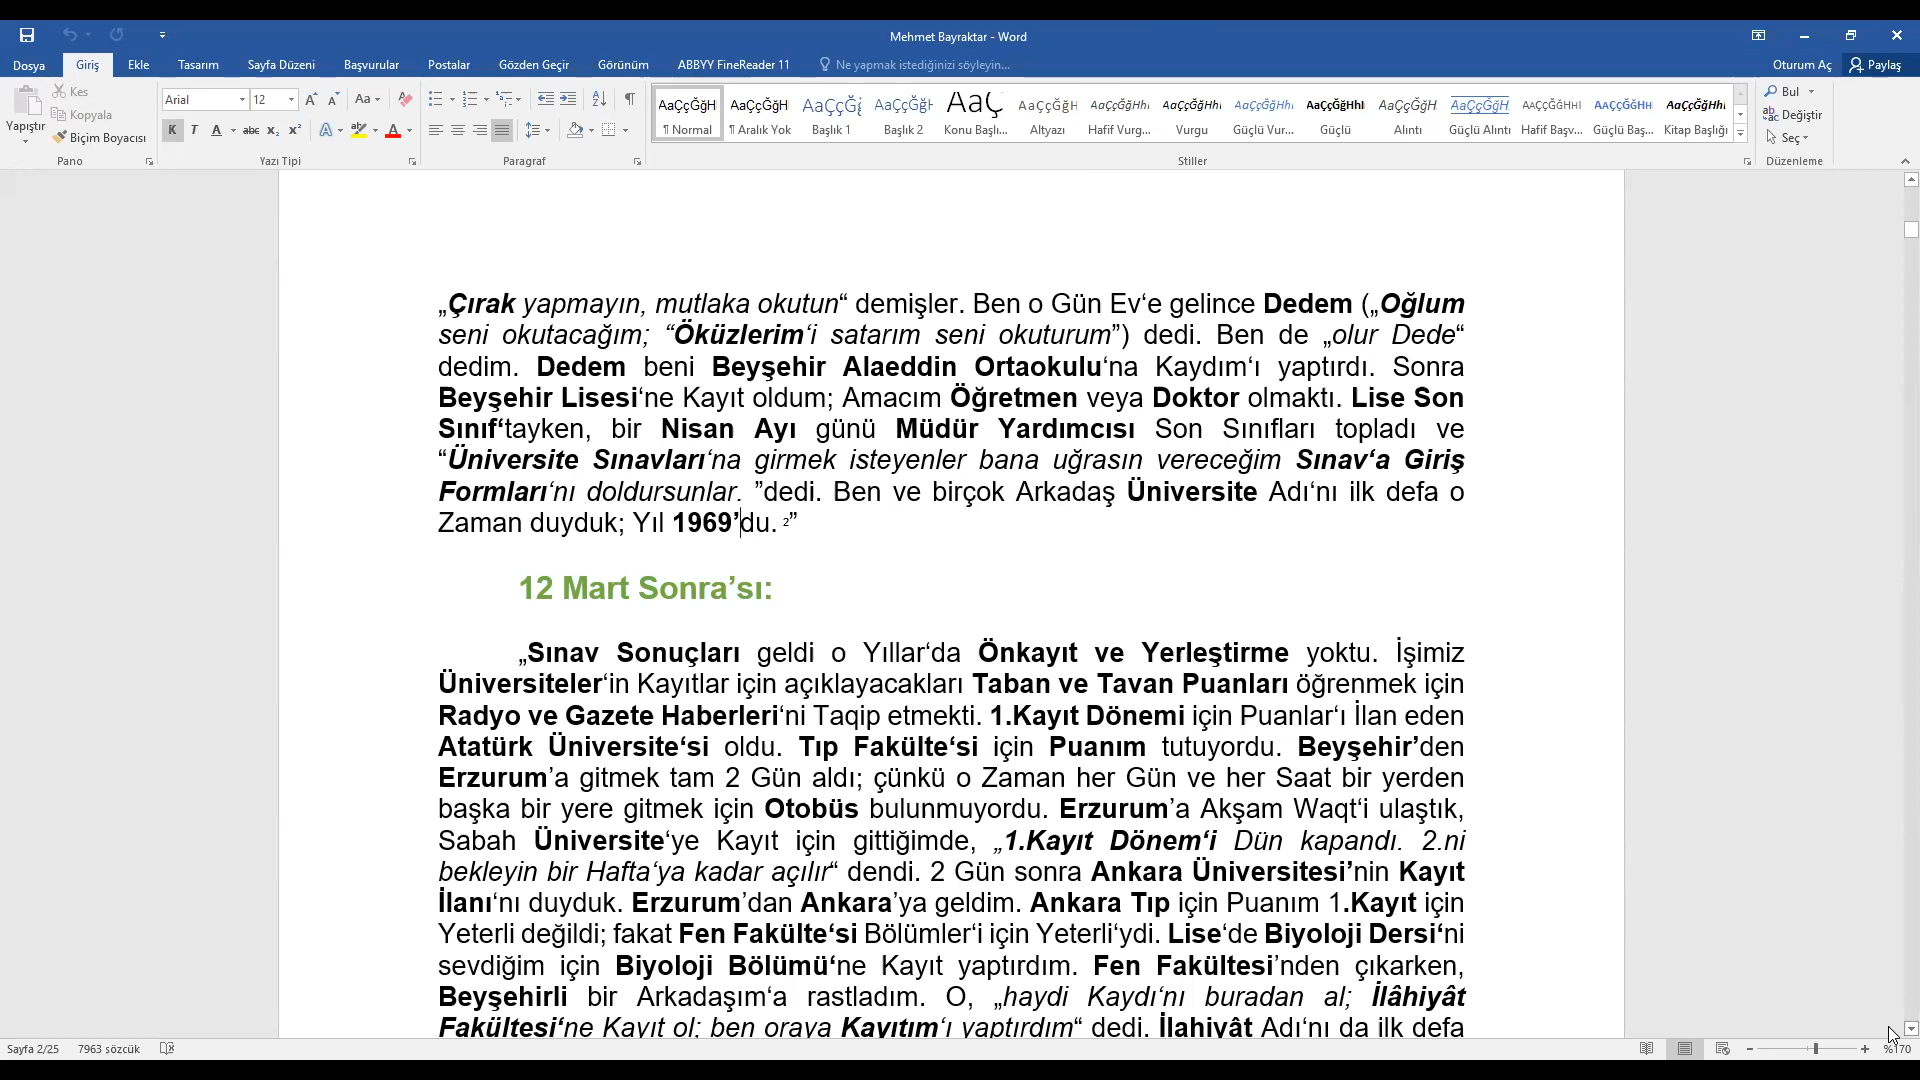 Mehmet Bayraktar - Word
Dosya Giriş Ekle Tasarım Sayfa Düzeni Başvurular Postalar Gözden Geçir Görünüm ABBYY FineReader 11 Ne yapmak istediğinizi söyleyin... Oturum Aç Paylaş
Yapıştır Kes Kopyala Biçim Boyacısı
Arial 12
K T A abc x₂ x²
AaÇçĞğH AaÇçĞğH AaÇçĞğ AaÇçĞğH AaÇ AaÇçĞğH AaÇçĞğHh AaÇçĞğHhI AaÇçĞğHhI AaÇçĞğHhI AaÇçĞğH AaÇçĞğH AAÇÇĞĞHH AAÇÇĞĞHH AaÇçĞğHhI
¶ Normal ¶ Aralık Yok Başlık 1 Başlık 2 Konu Başlı... Altyazı Hafif Vurg... Vurgu Güçlü Vur... Güçlü Alıntı Güçlü Alıntı Hafif Başv... Güçlü Baş... Kitap Başlığı
Bul
Değiştir
Seç
Pano Yazı Tipi Paragraf Stiller Düzenleme
„Çırak yapmayın, mutlaka okutun“ demişler. Ben o Gün Ev‘e gelince Dedem („Oğlum
seni okutacağım; “Öküzlerim‘i satarım seni okuturum”) dedi. Ben de „olur Dede“
dedim. Dedem beni Beyşehir Alaeddin Ortaokulu‘na Kaydım‘ı yaptırdı. Sonra
Beyşehir Lisesi‘ne Kayıt oldum; Amacım Öğretmen veya Doktor olmaktı. Lise Son
Sınıf‘tayken, bir Nisan Ayı günü Müdür Yardımcısı Son Sınıfları topladı ve
“Üniversite Sınavları‘na girmek isteyenler bana uğrasın vereceğim Sınav‘a Giriş
Formları‘nı doldursunlar. ”dedi. Ben ve birçok Arkadaş Üniversite Adı‘nı ilk defa o
Zaman duyduk; Yıl 1969’du. ²”
12 Mart Sonra’sı:
„Sınav Sonuçları geldi o Yıllar‘da Önkayıt ve Yerleştirme yoktu. İşimiz
Üniversiteler‘in Kayıtlar için açıklayacakları Taban ve Tavan Puanları öğrenmek için
Radyo ve Gazete Haberleri‘ni Taqip etmekti. 1.Kayıt Dönemi için Puanlar‘ı İlan eden
Atatürk Üniversite‘si oldu. Tıp Fakülte‘si için Puanım tutuyordu. Beyşehir’den
Erzurum’a gitmek tam 2 Gün aldı; çünkü o Zaman her Gün ve her Saat bir yerden
başka bir yere gitmek için Otobüs bulunmuyordu. Erzurum’a Akşam Waqt‘i ulaştık,
Sabah Üniversite‘ye Kayıt için gittiğimde, „1.Kayıt Dönem‘i Dün kapandı. 2.ni
bekleyin bir Hafta‘ya kadar açılır“ dendi. 2 Gün sonra Ankara Üniversitesi’nin Kayıt
İlanı‘nı duyduk. Erzurum’dan Ankara’ya geldim. Ankara Tıp için Puanım 1.Kayıt için
Yeterli değildi; fakat Fen Fakülte‘si Bölümler‘i için Yeterli‘ydi. Lise‘de Biyoloji Dersi‘ni
sevdiğim için Biyoloji Bölümü‘ne Kayıt yaptırdım. Fen Fakültesi’nden çıkarken,
Beyşehirli bir Arkadaşım‘a rastladım. O, „haydi Kaydı‘nı buradan al; İlâhiyât
Fakültesi‘ne Kayıt ol; ben oraya Kayıtım‘ı yaptırdım“ dedi. İlahiyât Adı‘nı da ilk defa
Sayfa 2/25 7963 sözcük %170